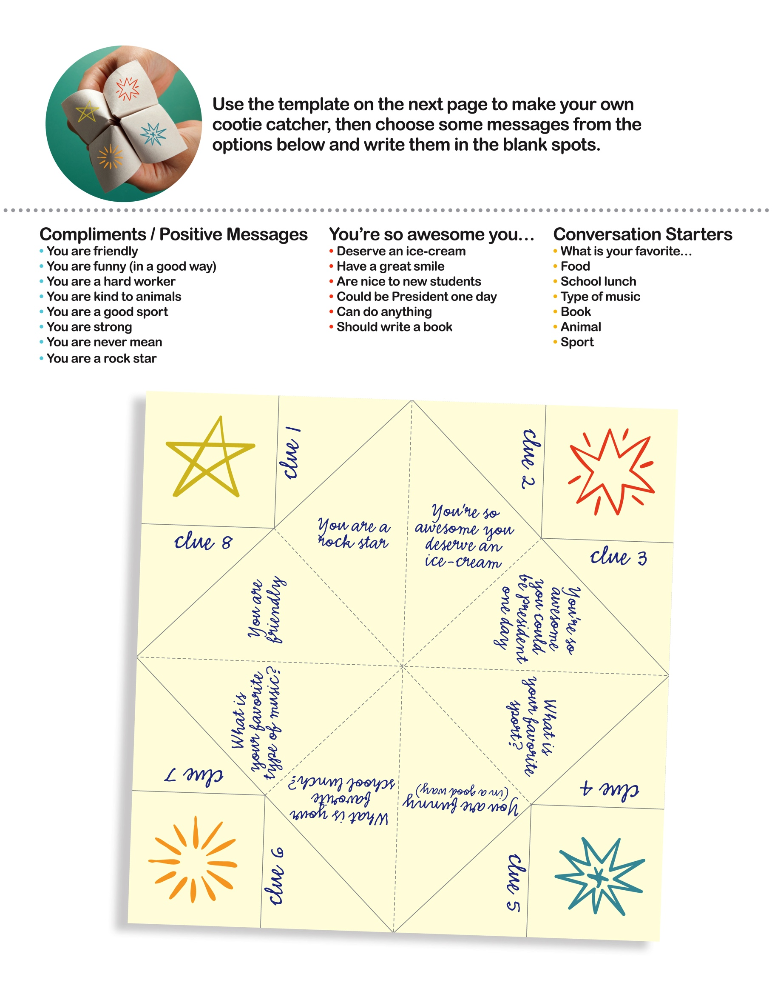 Use the template on the next page to make your own
cootie catcher, then choose some messages from the
options below and write them in the blank spots.
Compliments / Positive Messages
• You are friendly
• You are funny (in a good way)
• You are a hard worker
• You are kind to animals
• You are a good sport
• You are strong
• You are never mean
• You are a rock star
You're so awesome you…
• Deserve an ice-cream
• Have a great smile
• Are nice to new students
• Could be President one day
• Can do anything
• Should write a book
Conversation Starters
• What is your favorite…
• Food
• School lunch
• Type of music
• Book
• Animal
• Sport
clue 1
clue 2
clue 3
clue 4
clue 5
clue 6
clue 7
clue 8
You are a
rock star
You're so
awesome you
deserve an
ice-cream
You're so
awesome
you could
be president
one day
What is
your favorite
sport?
You are funny
(in a good way)
What is your
favorite
school lunch?
What is
your favorite
type of music?
You are
friendly